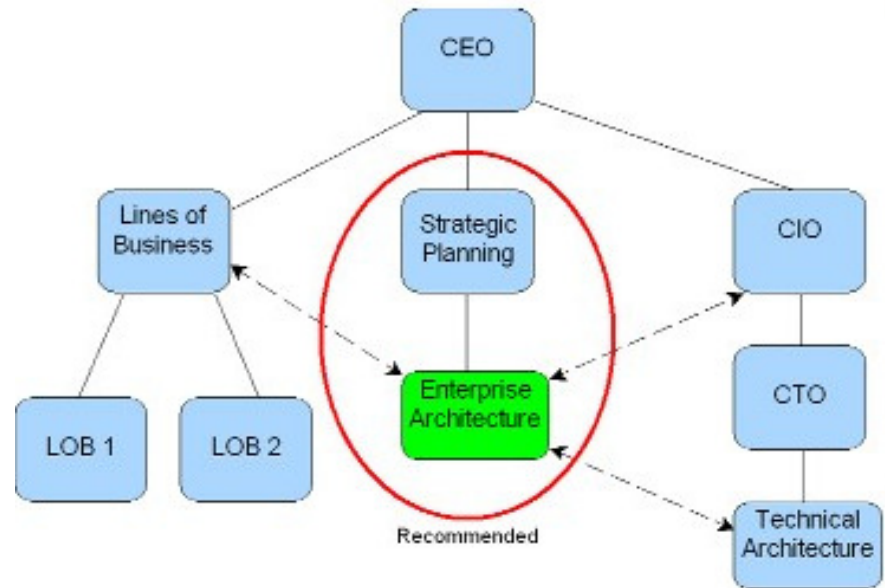 CEO
Lines of
Business
Strategic
Planning
CIO
Enterprise
Architecture
CTO
LOB 1
LOB 2
Recommended
Technical
Architecture